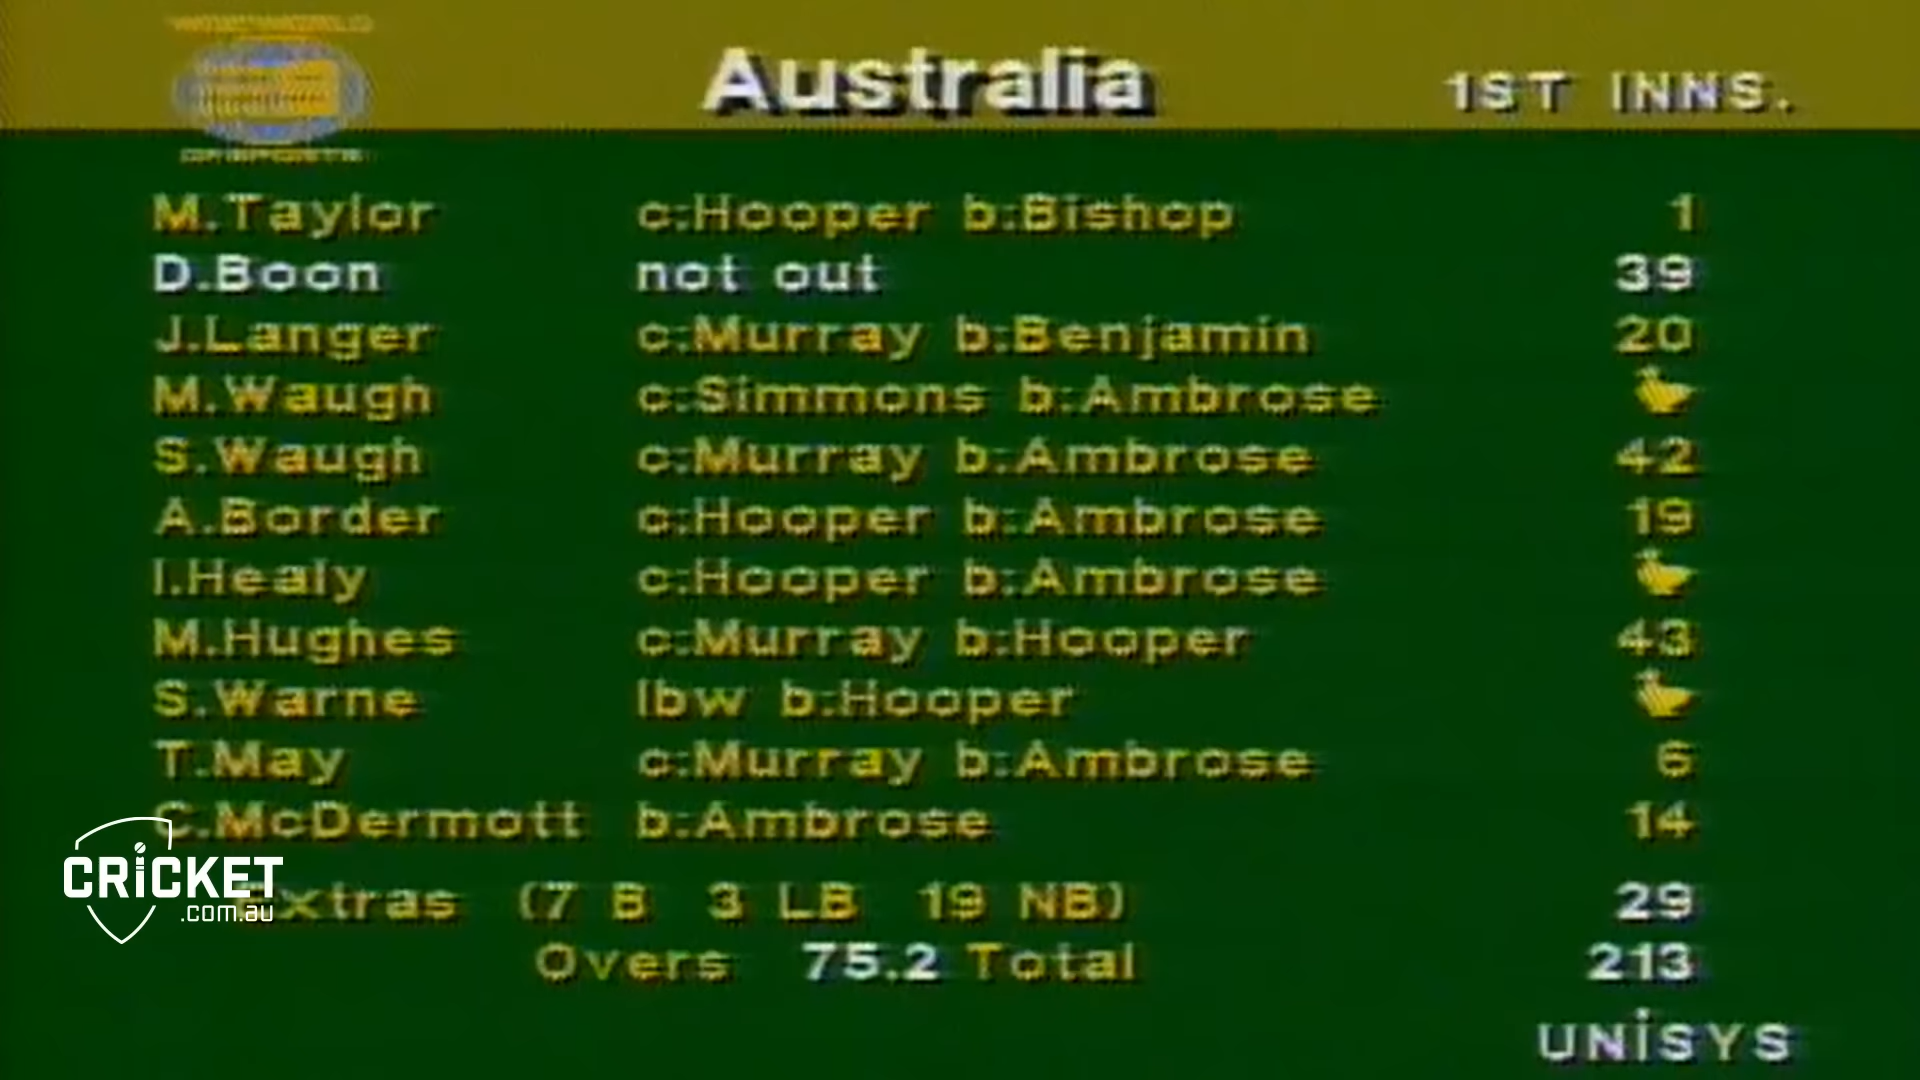 Australia 1ST INNS.
M.Taylor c:Hooper b:Bishop 1
D.Boon not out 39
J.Langer c:Murray b:Benjamin 20
M.Waugh c:Simmons b:Ambrose
S.Waugh c:Murray b:Ambrose 42
A.Border c:Hooper b:Ambrose 19
I.Healy c:Hooper b:Ambrose
M.Hughes c:Murray b:Hooper 43
S.Warne lbw b:Hooper
T.May c:Murray b:Ambrose 6
C.McDermott b:Ambrose 14
CRICKET
.com.au
Extras (7 B 3 LB 19 NB) 29
Overs 75.2 Total 213
UNiSYS